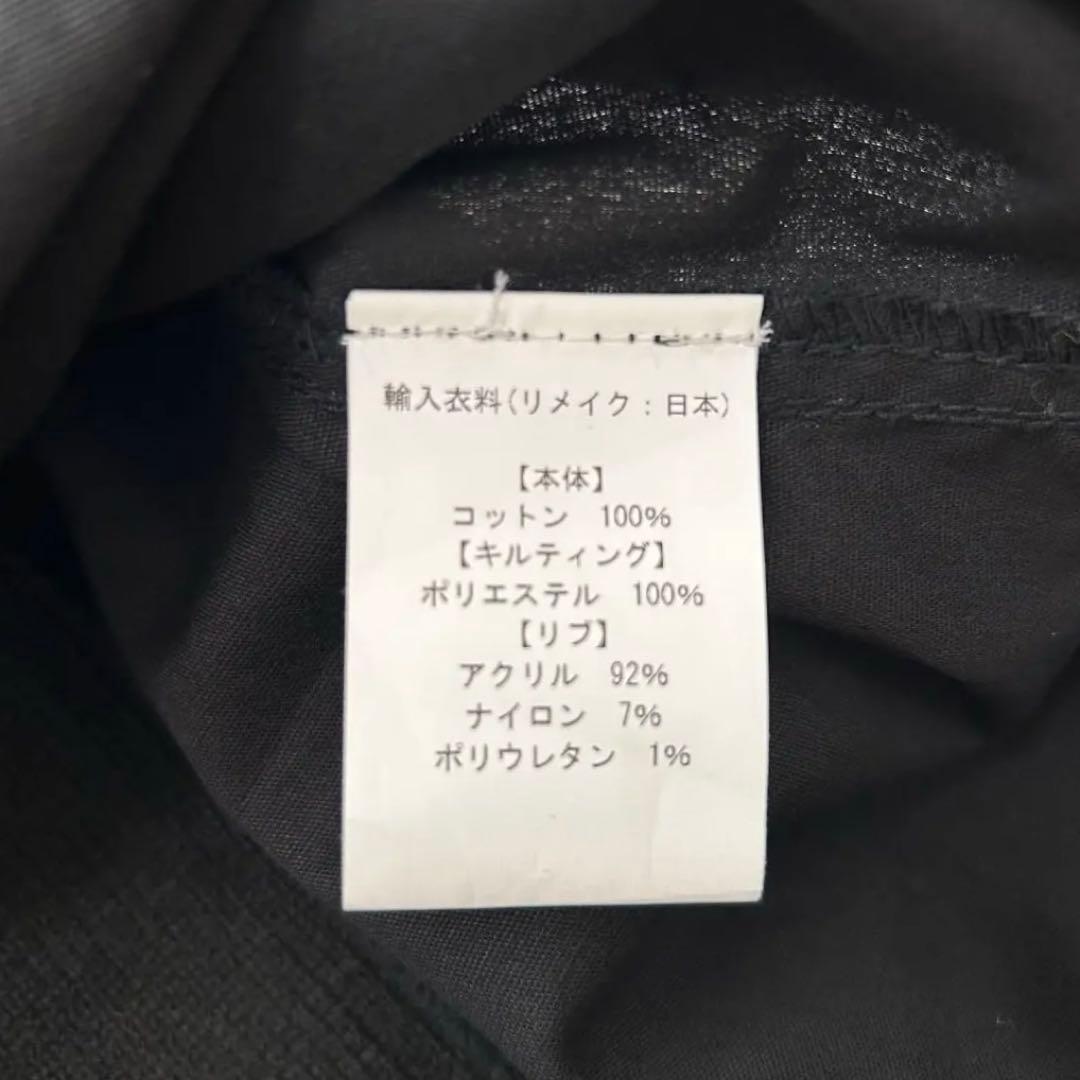 輸入衣料(リメイク：日本)
【本体】
コットン　100%
【キルティング】
ポリエステル　100%
【リブ】
アクリル　92%
ナイロン　7%
ポリウレタン　1%